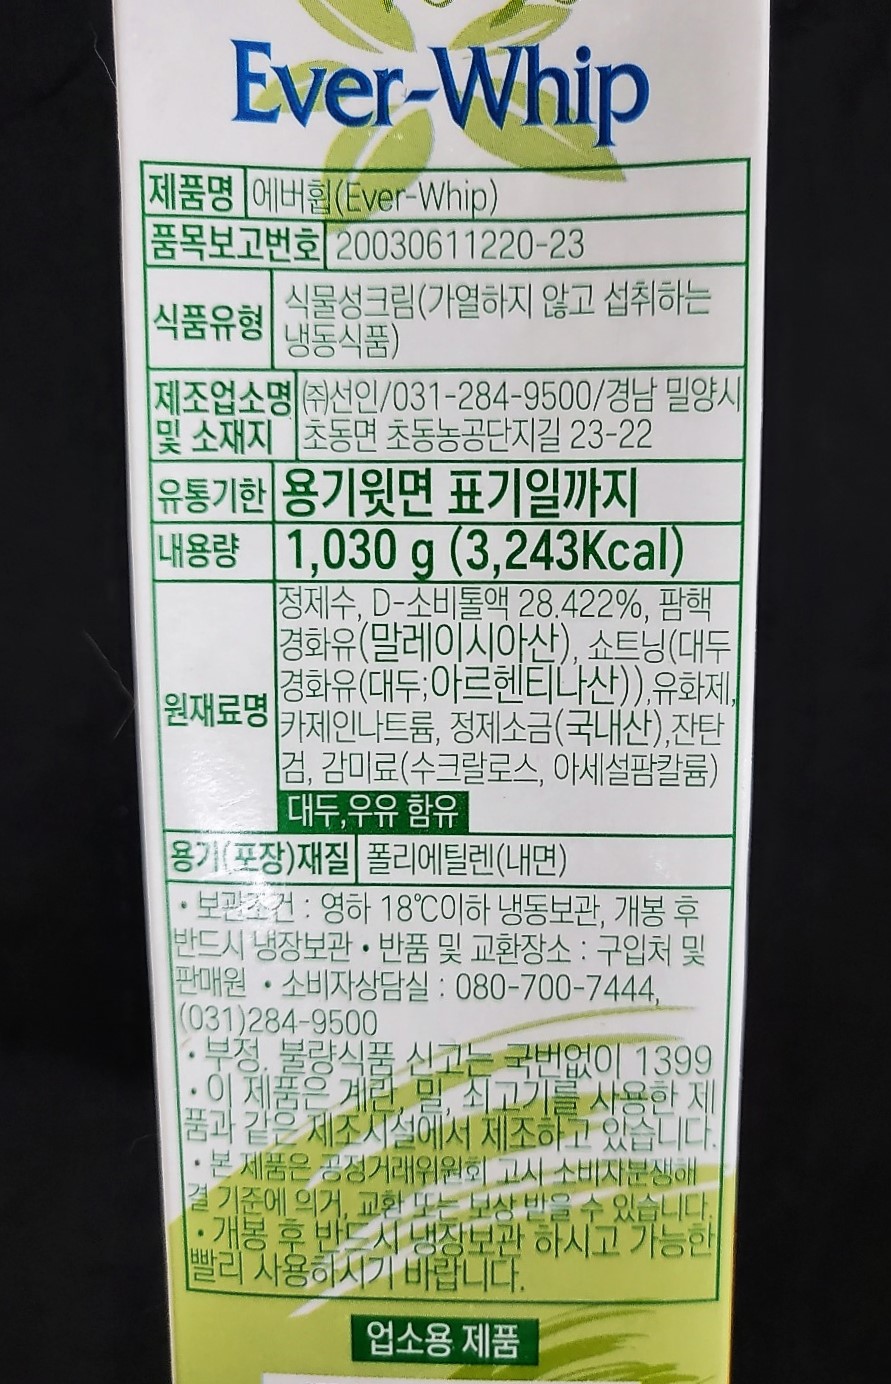 Ever-Whip
제품명 에버휩(Ever-Whip)
품목보고번호 20030611220-23
식품유형 식물성크림(가열하지 않고 섭취하는
냉동식품)
제조업소명 ㈜선인/031-284-9500/경남 밀양시
및 소재지 초동면 초동농공단지길 23-22
유통기한 용기윗면 표기일까지
내용량 1,030 g (3,243Kcal)
원재료명 정제수, D-소비톨액 28.422%, 팜핵
경화유(말레이시아산), 쇼트닝(대두
경화유(대두;아르헨티나산)),유화제,
카제인나트륨, 정제소금(국내산),잔탄
검, 감미료(수크랄로스, 아세설팜칼륨)
대두,우유 함유
용기(포장)재질 폴리에틸렌(내면)
• 보관조건 : 영하 18℃이하 냉동보관, 개봉 후
반드시 냉장보관 • 반품 및 교환장소 : 구입처 및
판매원 • 소비자상담실 : 080-700-7444,
(031)284-9500
• 부정, 불량식품 신고는 국번없이 1399
• 이 제품은 계란, 밀, 쇠고기를 사용한 제
품과 같은 제조시설에서 제조하고 있습니다.
• 본 제품은 공정거래위원회 고시 소비자분쟁해
결 기준에 의거, 교환 또는 보상 받을 수 있습니다.
• 개봉 후 반드시 냉장보관 하시고 가능한
빨리 사용하시기 바랍니다.
업소용 제품